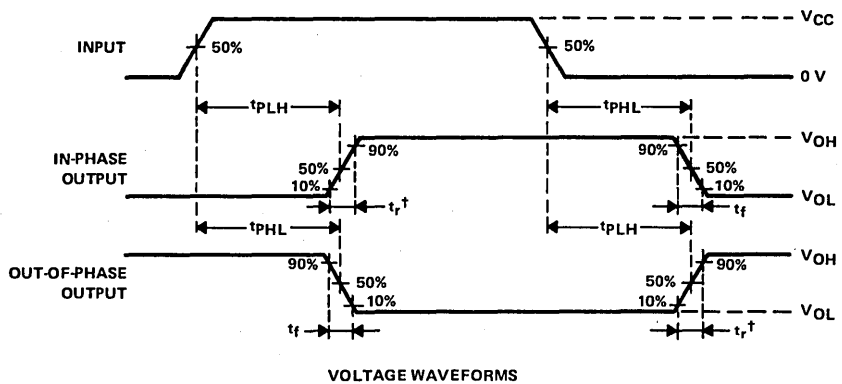 VCC
INPUT
50%
50%
0 V
tPLH
tPHL
VOH
90%
90%
IN-PHASE
OUTPUT
50%
50%
10%
10%
VOL
tr†
tf
tPHL
tPLH
VOH
90%
90%
OUT-OF-PHASE
OUTPUT
50%
50%
10%
10%
VOL
tf
tr†
VOLTAGE WAVEFORMS